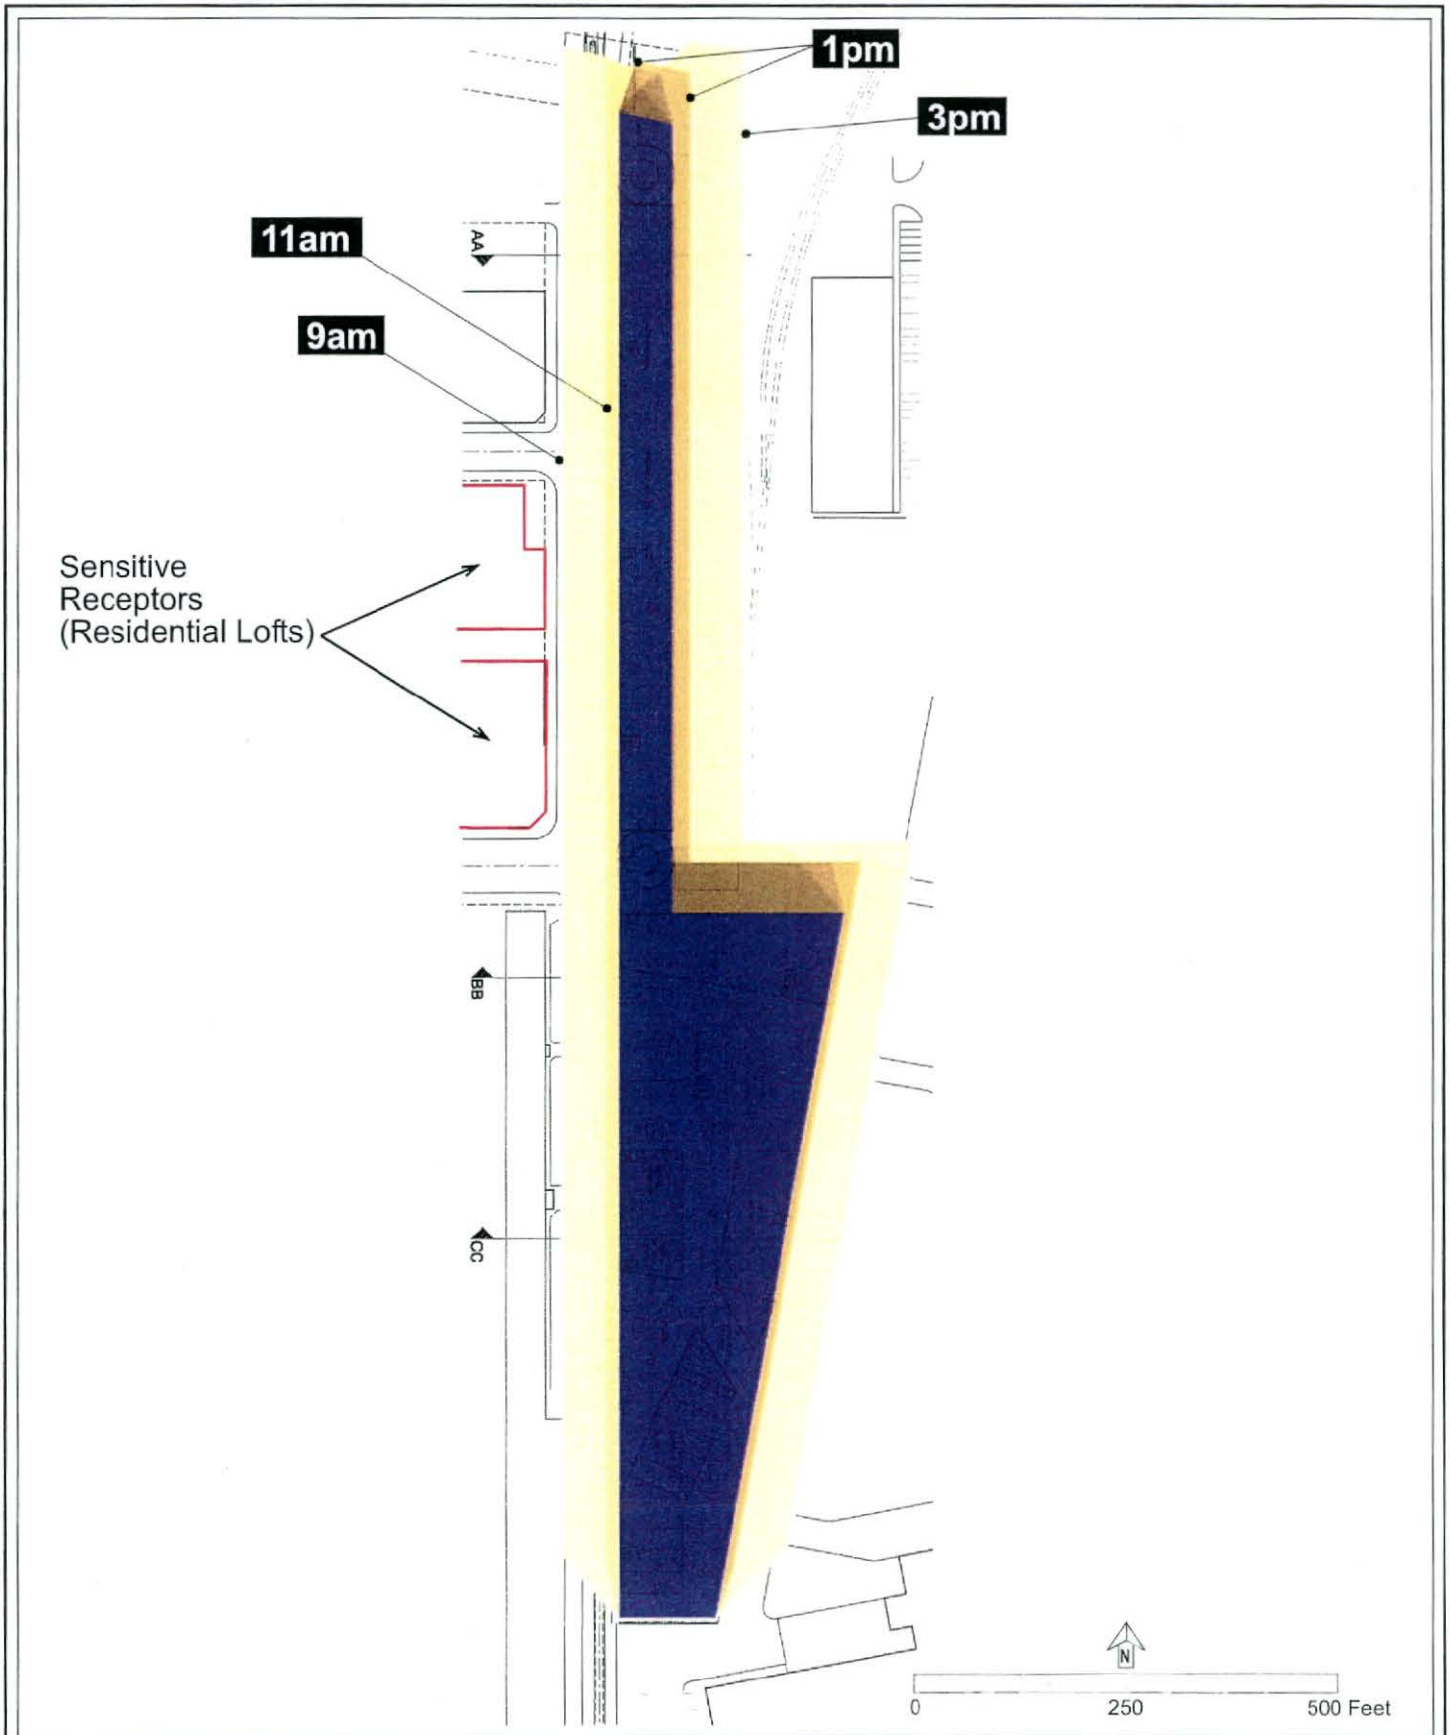 1pm
3pm
11am
AA
9am
Sensitive
Receptors
(Residential Lofts)
BB
CC
N
0 250 500 Feet